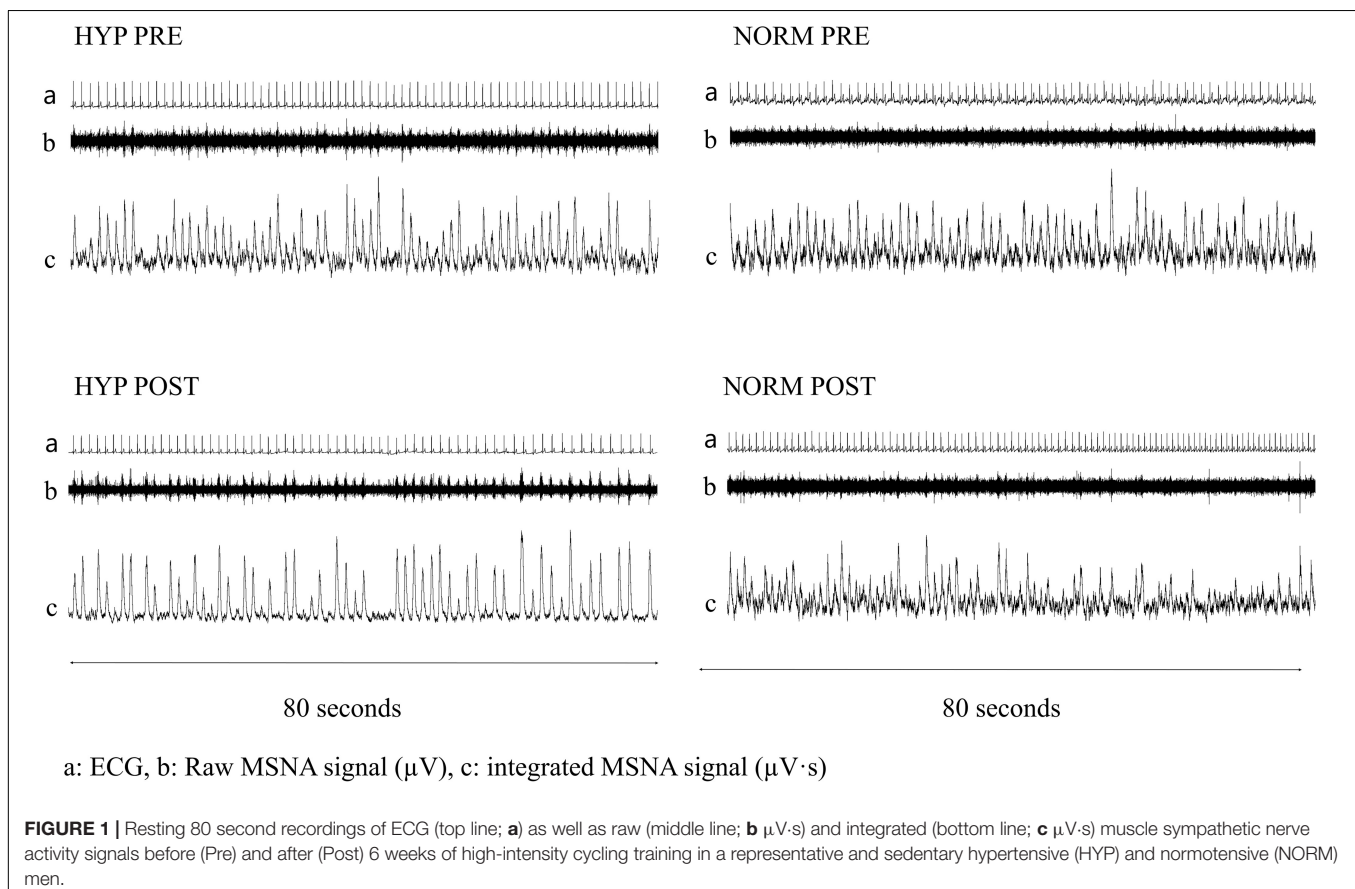 HYP PRE
NORM PRE
a
b
c
a
b
c
HYP POST
NORM POST
a
b
c
a
b
c
80 seconds
80 seconds
a: ECG, b: Raw MSNA signal (µV), c: integrated MSNA signal (µV·s)
FIGURE 1 | Resting 80 second recordings of ECG (top line; a) as well as raw (middle line; b µV·s) and integrated (bottom line; c µV·s) muscle sympathetic nerve
activity signals before (Pre) and after (Post) 6 weeks of high-intensity cycling training in a representative and sedentary hypertensive (HYP) and normotensive (NORM)
men.